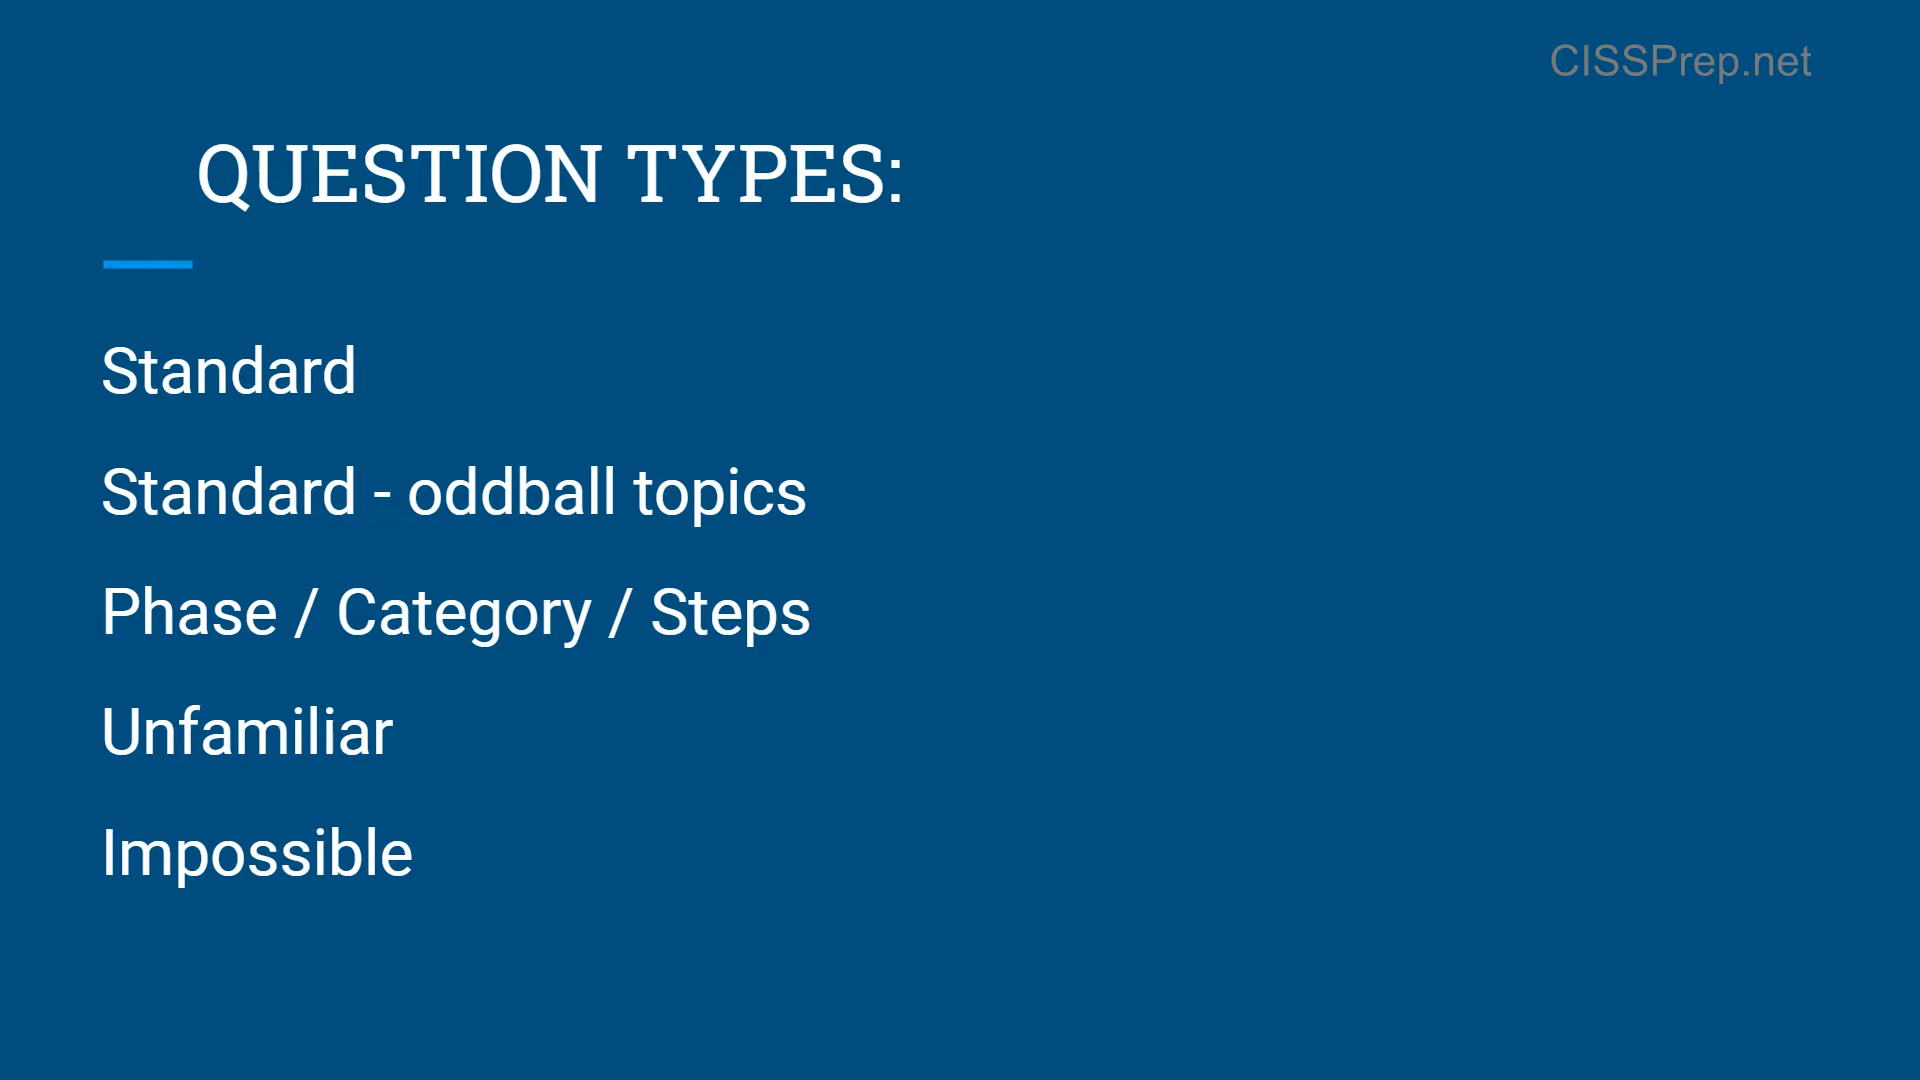 CISSPrep.net
QUESTION TYPES:
Standard
Standard - oddball topics
Phase / Category / Steps
Unfamiliar
Impossible